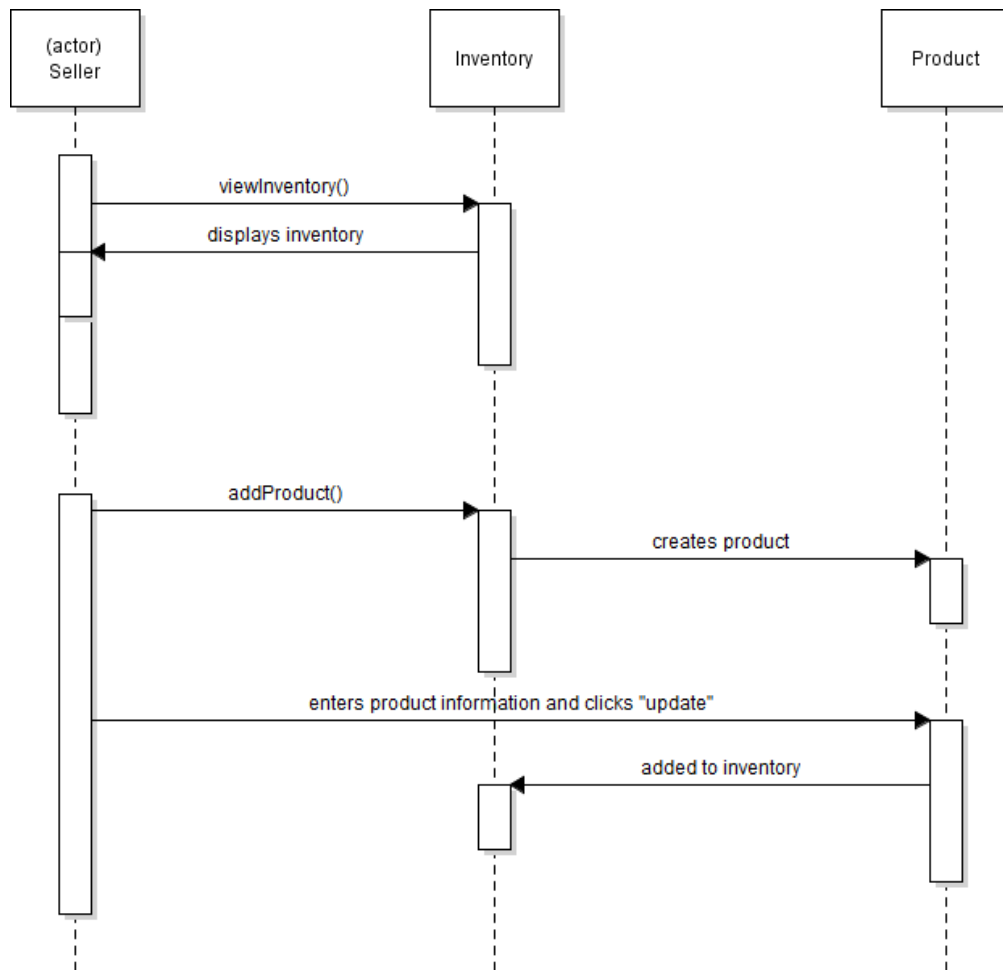 (actor)
Seller
Inventory
Product
viewInventory()
displays inventory
addProduct()
creates product
enters product information and clicks "update"
added to inventory